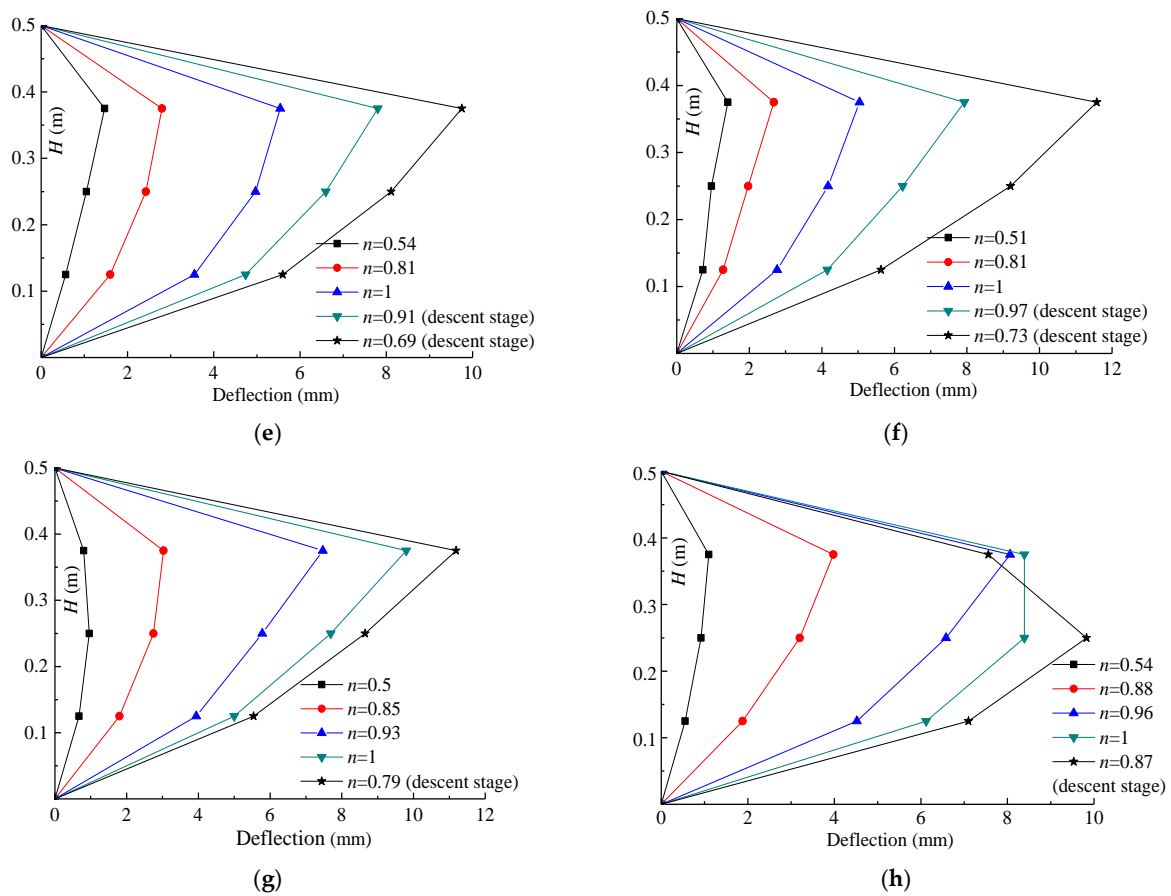 0.5
0.4
H (m)
0.3
0.2
0.1
n=0.54
n=0.81
n=1
n=0.91 (descent stage)
n=0.69 (descent stage)
0 2 4 6 8 10
Deflection (mm)
(e)
0.5
0.4
H (m)
0.3
0.2
0.1
n=0.51
n=0.81
n=1
n=0.97 (descent stage)
n=0.73 (descent stage)
0 2 4 6 8 10 12
Deflection (mm)
(f)
0.5
0.4
H (m)
0.3
0.2
0.1
n=0.5
n=0.85
n=0.93
n=1
n=0.79 (descent stage)
0 2 4 6 8 10 12
Deflection (mm)
(g)
0.5
0.4
H (m)
0.3
0.2
0.1
n=0.54
n=0.88
n=0.96
n=1
n=0.87
(descent stage)
0 2 4 6 8 10
Deflection (mm)
(h)